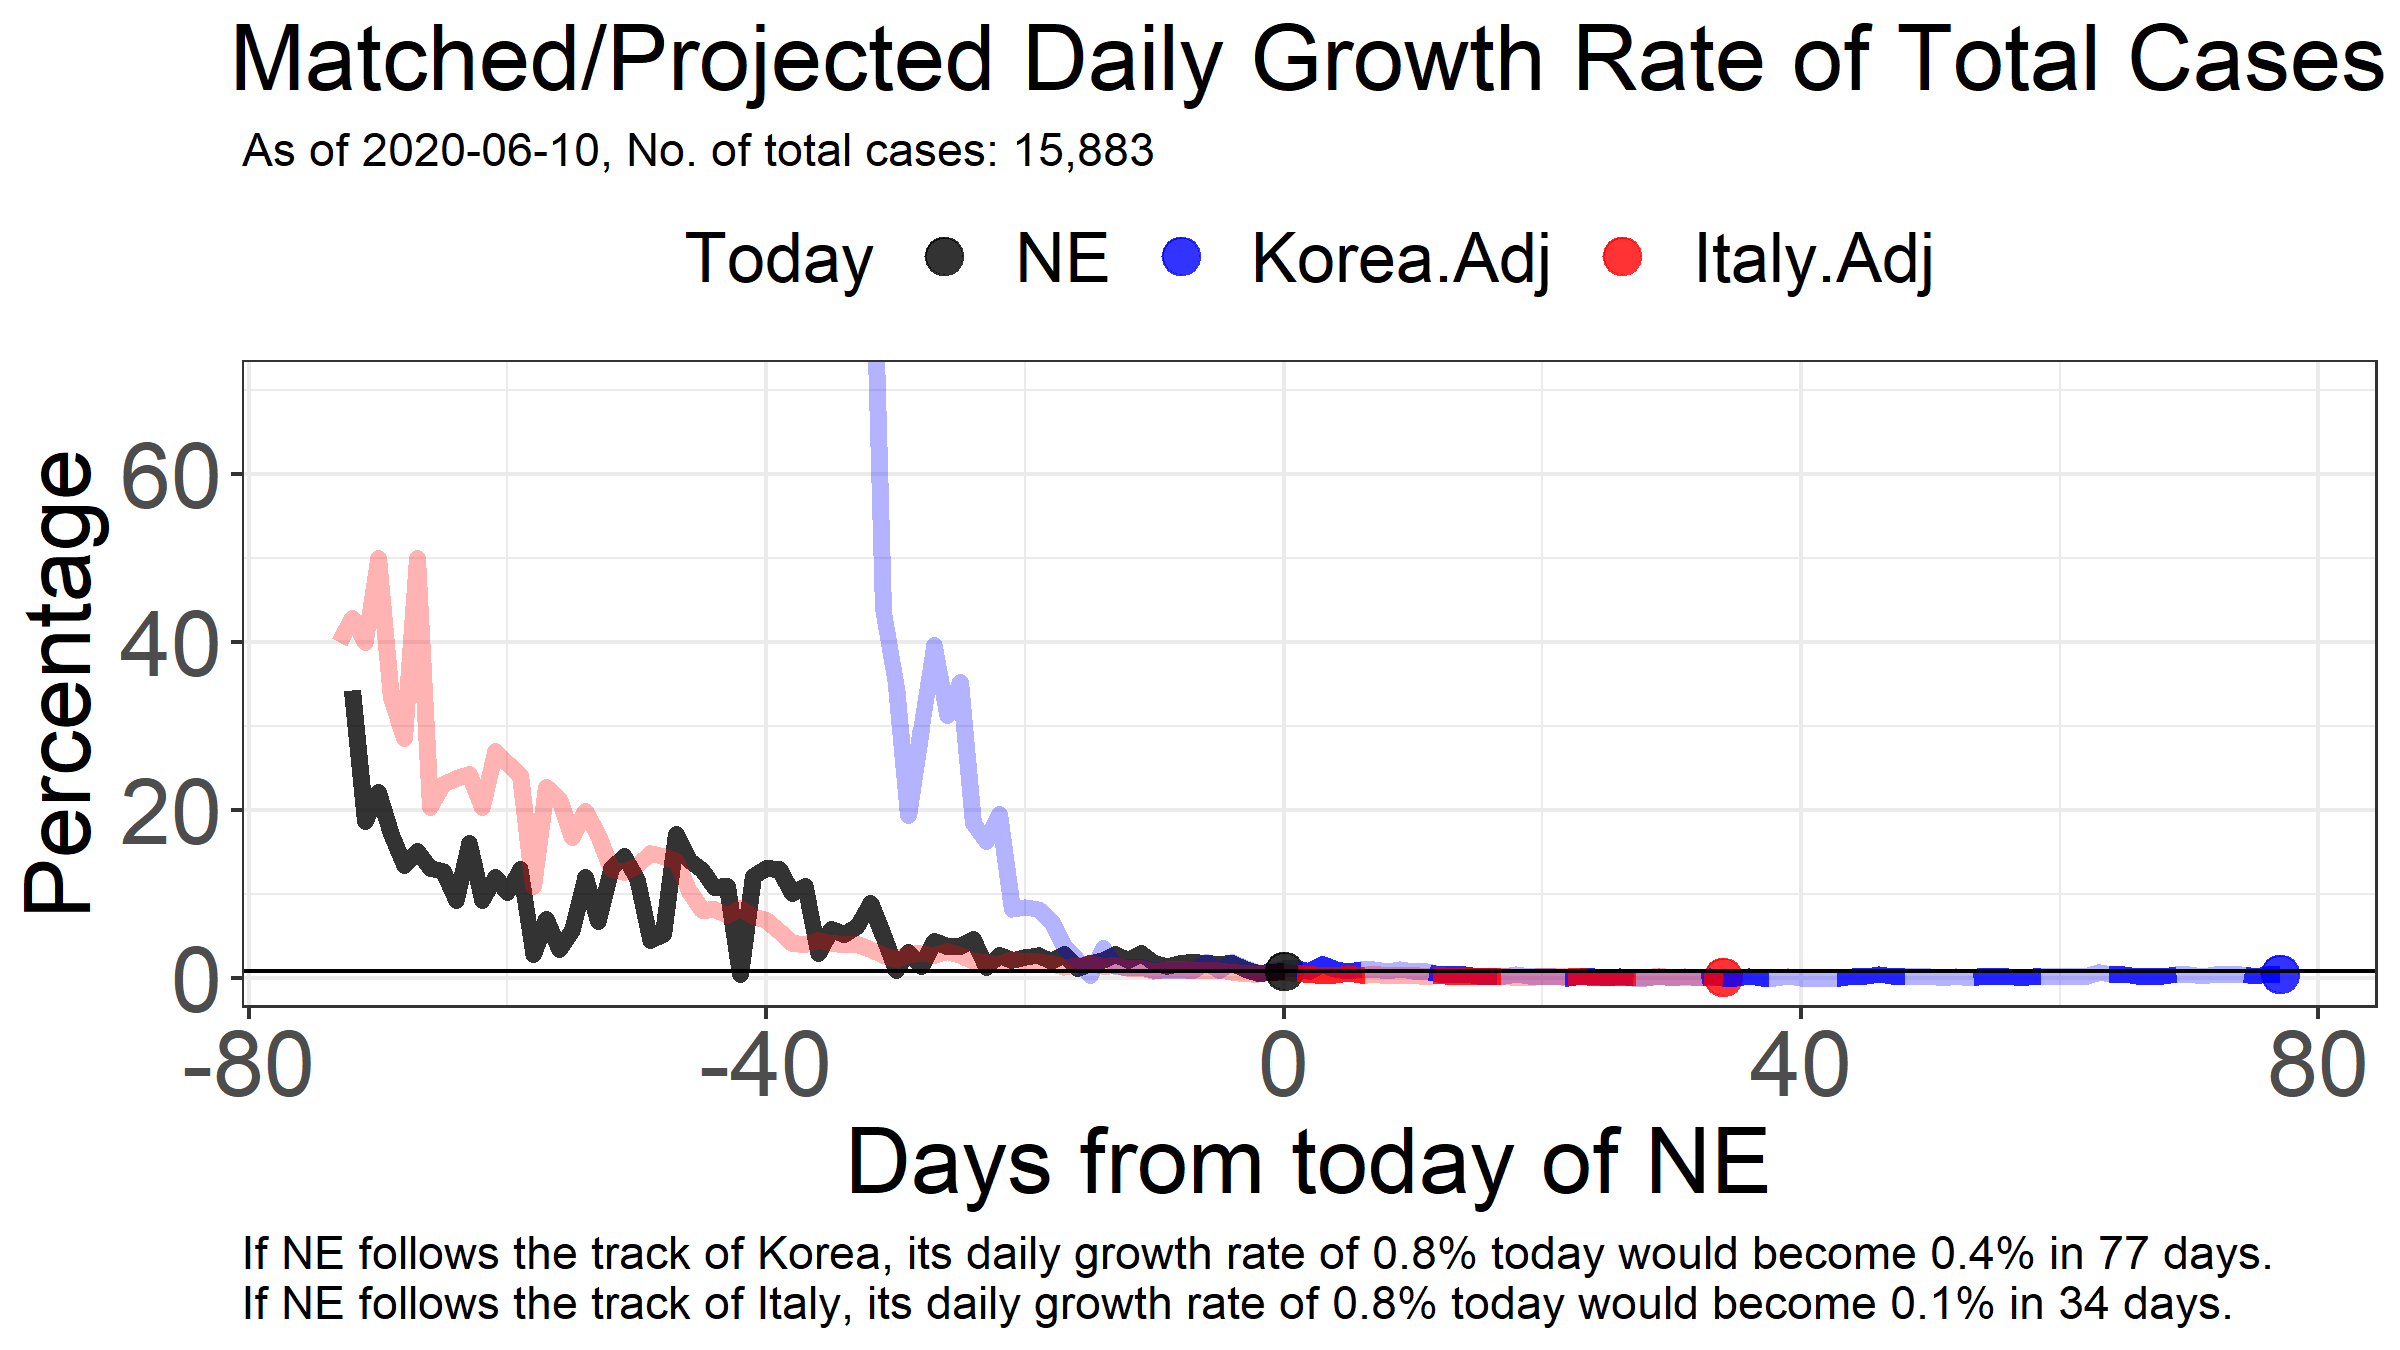 Matched/Projected Daily Growth Rate of Total Cases
As of 2020-06-10, No. of total cases: 15,883
Today NE Korea.Adj Italy.Adj
Percentage
60
40
20
0
-80 -40 0 40 80
Days from today of NE
If NE follows the track of Korea, its daily growth rate of 0.8% today would become 0.4% in 77 days.
If NE follows the track of Italy, its daily growth rate of 0.8% today would become 0.1% in 34 days.